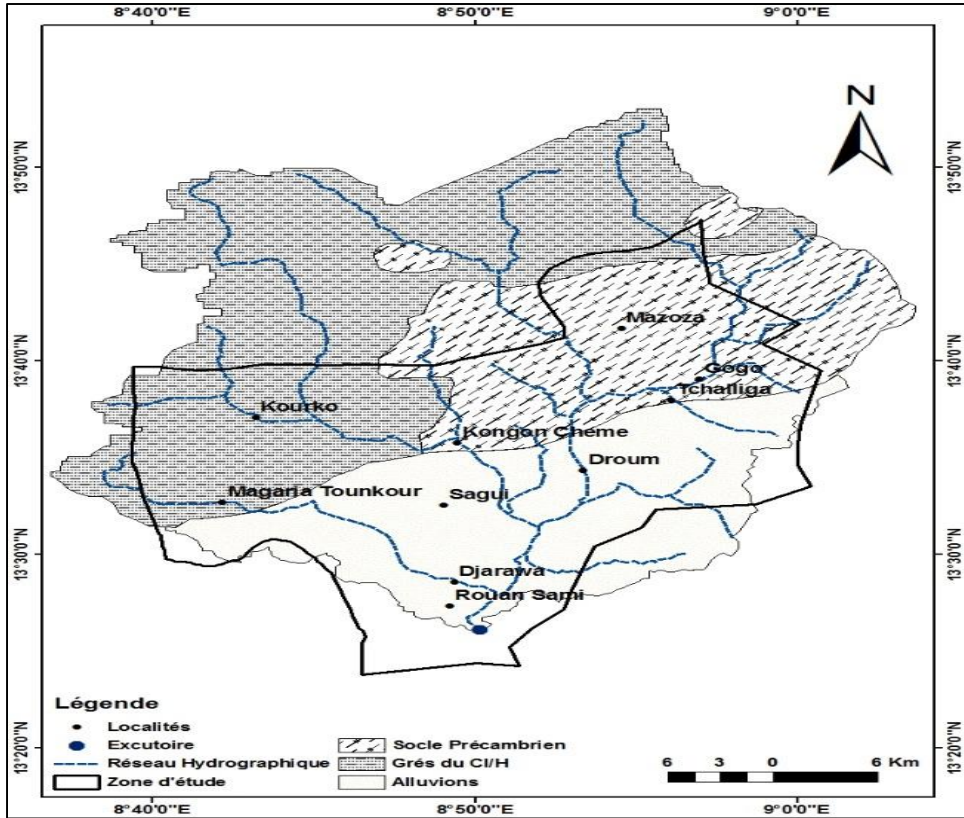 8°40'0"E 8°50'0"E 9°0'0"E
N
13°50'0"N 13°50'0"N
Mazoza
13°40'0"N 13°40'0"N
Gogo
Tchalliga
Kourko
Kongon Cheme
Droum
Magaria Tounkour
Sagui
13°30'0"N 13°30'0"N
Djarawa
Rouan Sami
Légende
Localités
Excutoire
Réseau Hydrographique
Zone d'étude
Socle Précambrien
Grés du CI/H
Alluvions
13°20'0"N 13°20'0"N
6 3 0 6 Km
8°40'0"E 8°50'0"E 9°0'0"E